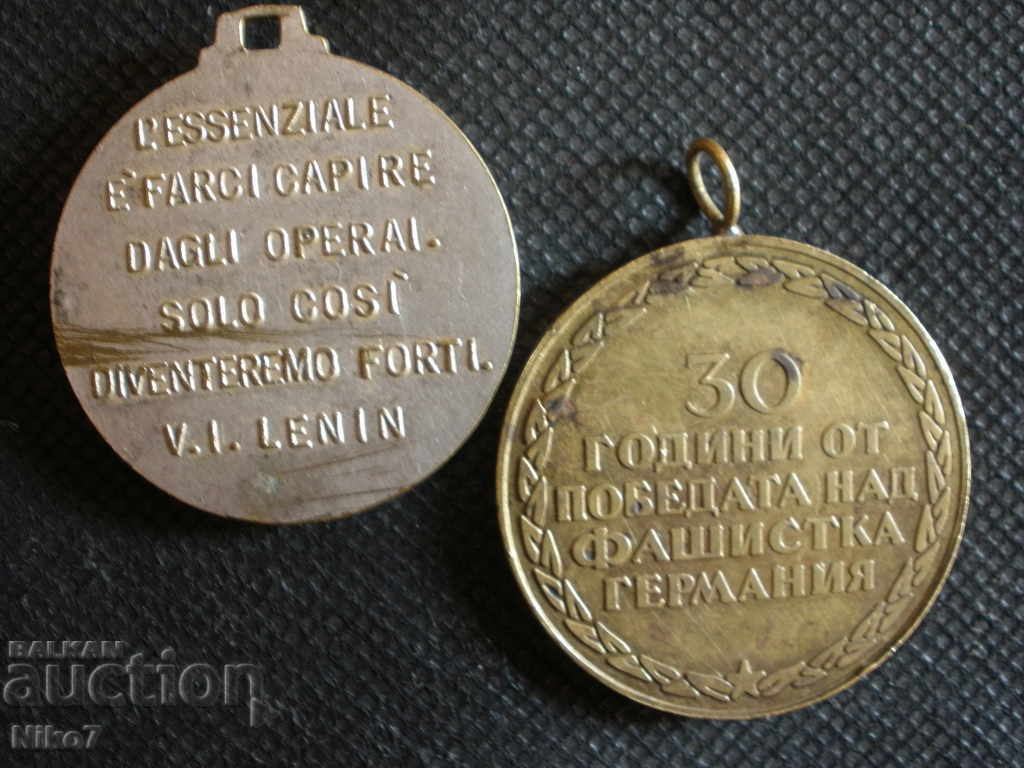 L'ESSENZIALE
E' FARCI CAPIRE
DAGLI OPERAI.
SOLO COSÌ
DIVENTEREMO FORTI.
V. I. LENIN
30
ГОДИНИ ОТ
ПОБЕДАТА НАД
ФАШИСТКА
ГЕРМАНИЯ
BALKAN
auction
Niko7